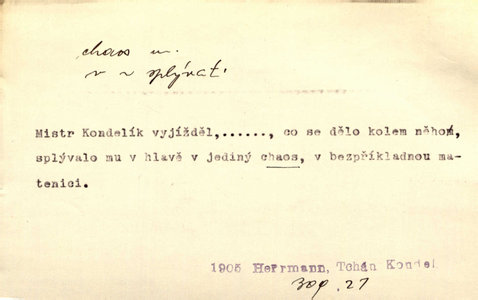 chaos m.
v ~ splývati
Mistr Kondelík vyjížděl,......, co se dělo kolem něho,
splývalo mu v hlavě v jediný chaos, v bezpříkladnou ma-
tenici.
1905 Herrmann, Tchán Kondel
309.27